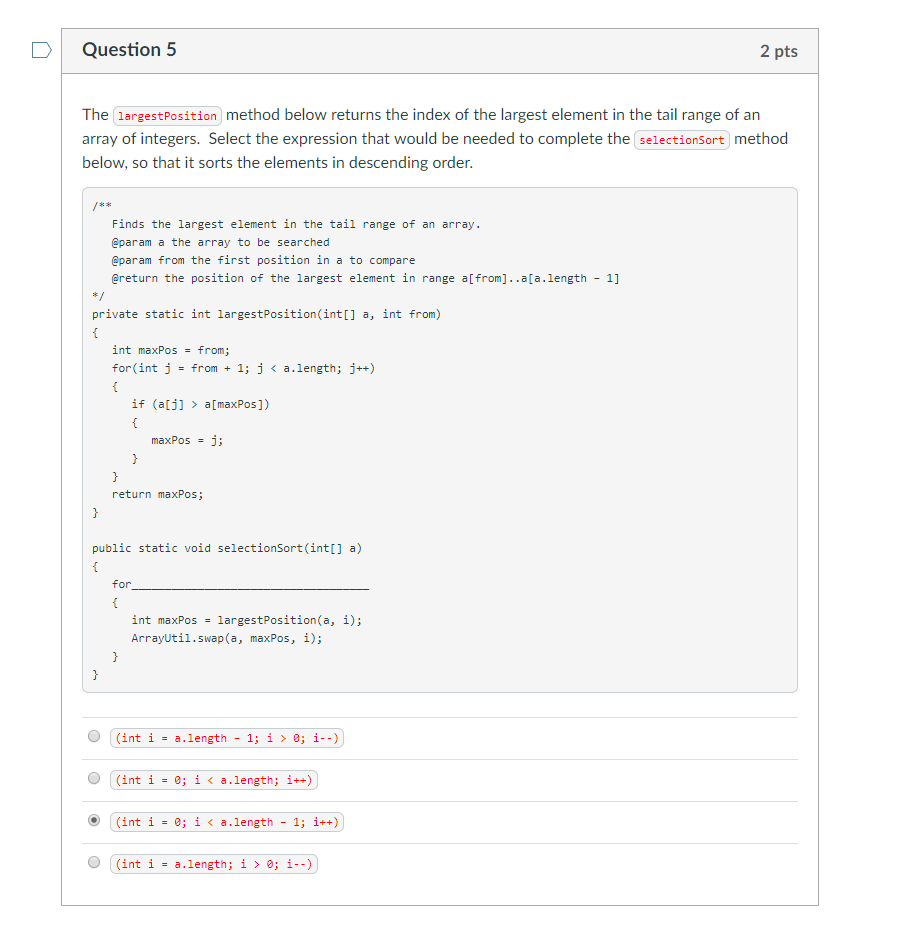 Question 5
2 pts
The largestPosition method below returns the index of the largest element in the tail range of an
array of integers. Select the expression that would be needed to complete the selectionSort method
below, so that it sorts the elements in descending order.
/**
Finds the largest element in the tail range of an array.
@param a the array to be searched
@param from the first position in a to compare
@return the position of the largest element in range a[from]..a[a.length - 1]
*/
private static int largestPosition(int[] a, int from)
{
int maxPos = from;
for(int j = from + 1; j < a.length; j++)
{
if (a[j] > a[maxPos])
{
maxPos = j;
}
}
return maxPos;
}
public static void selectionSort(int[] a)
{
for____________________________________
{
int maxPos = largestPosition(a, i);
ArrayUtil.swap(a, maxPos, i);
}
}
(int i = a.length - 1; i > 0; i--)
(int i = 0; i < a.length; i++)
(int i = 0; i < a.length - 1; i++)
(int i = a.length; i > 0; i--)